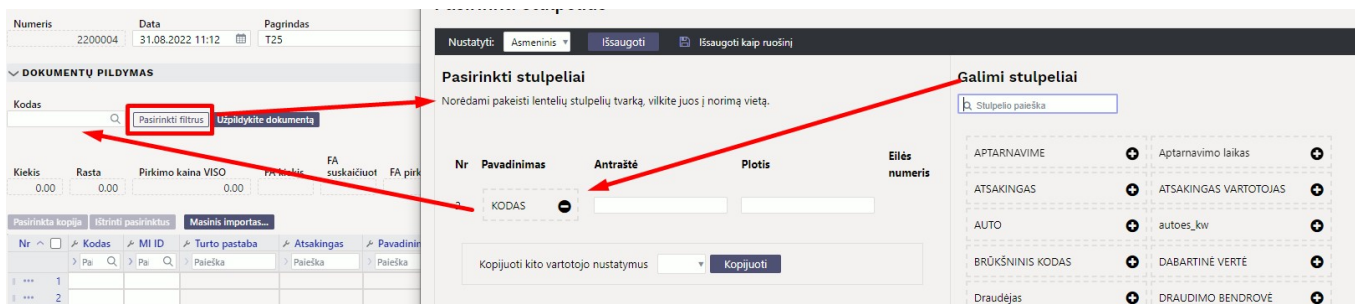 Numeris Data Pagrindas
2200004 31.08.2022 11:12 T25
DOKUMENTŲ PILDYMAS
Kodas
Pasirinkti filtrus Užpildykite dokumentą
Kiekis Rasta Pirkimo kaina VISO FA kiekis FA suskaičiuot FA pirk
0.00 0.00 0.00
Pasirinkta kopija Ištrinti pasirinktus Masinis importas...
Nr Kodas MI ID Turto pastaba Atsakingas Pavadinin
Pai Pai Paieška Paieška Paieška
1
2
Nustatyti: Asmeninis Išsaugoti Išsaugoti kaip ruošinį
Pasirinkti stulpeliai
Norėdami pakeisti lentelių stulpelių tvarką, vilkite juos į norimą vietą.
Nr Pavadinimas Antraštė Plotis Eilės numeris
KODAS
Kopijuoti kito vartotojo nustatymus Kopijuoti
Galimi stulpeliai
Stulpelio paieška
APTARNAVIME Aptarnavimo laikas
ATSAKINGAS ATSAKINGAS VARTOTOJAS
AUTO autoes_kw
BRŪKŠNINIS KODAS DABARTINĖ VERTĖ
Draudėjas DRAUDIMO BENDROVĖ